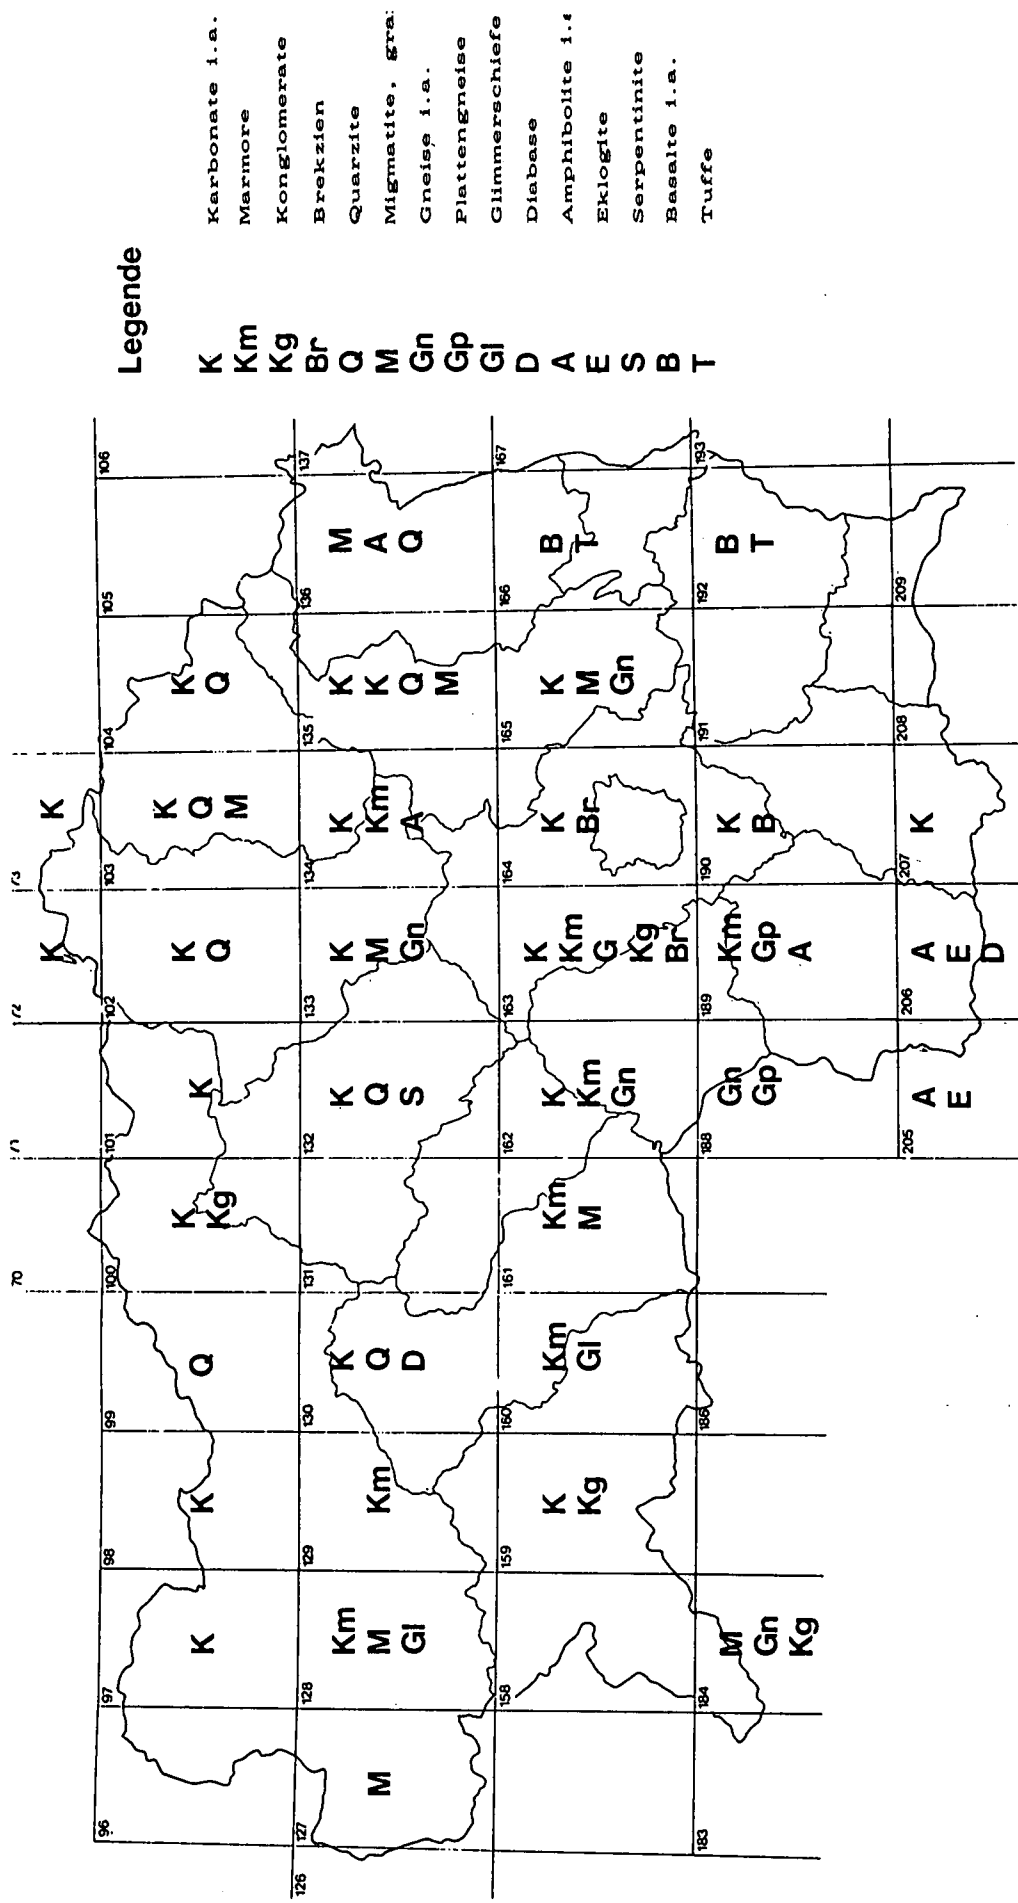 70 71 72 73
K K
96 97 98 99 100 101 102 103 104 105 106
K
K
Q
K
Kg
K
K
Q
K
Q
M
K
Q
126 127 128 129 130 131 132 133 134 135 136 137
M
Km
M
Gl
Km
K
Q
D
K
Q
S
K
M
Gn
K
Km
A
K
K
Q
M
M
A
Q
158 159 160 161 162 163 164 165 166 167
K
Kg
Km
Gl
Km
M
K
Km
Gn
K
Km
G
Kg
Br
K
Br
K
M
Gn
B
T
183 184 186 188 189 190 191 192 193
M
Gn
Kg
Gn
Gp
Km
Gp
A
K
B
B
T
205 206 207 208 209
A
E
A
E
D
K
Legende
K Karbonate i.a.
Km Marmore
Kg Konglomerate
Br Brekzien
Q Quarzite
M Migmatite, gra
Gn Gneise i.a.
Gp Plattengneise
Gl Glimmerschiefe
D Diabase
A Amphibolite i.a
E Eklogite
S Serpentinite
B Basalte i.a.
T Tuffe